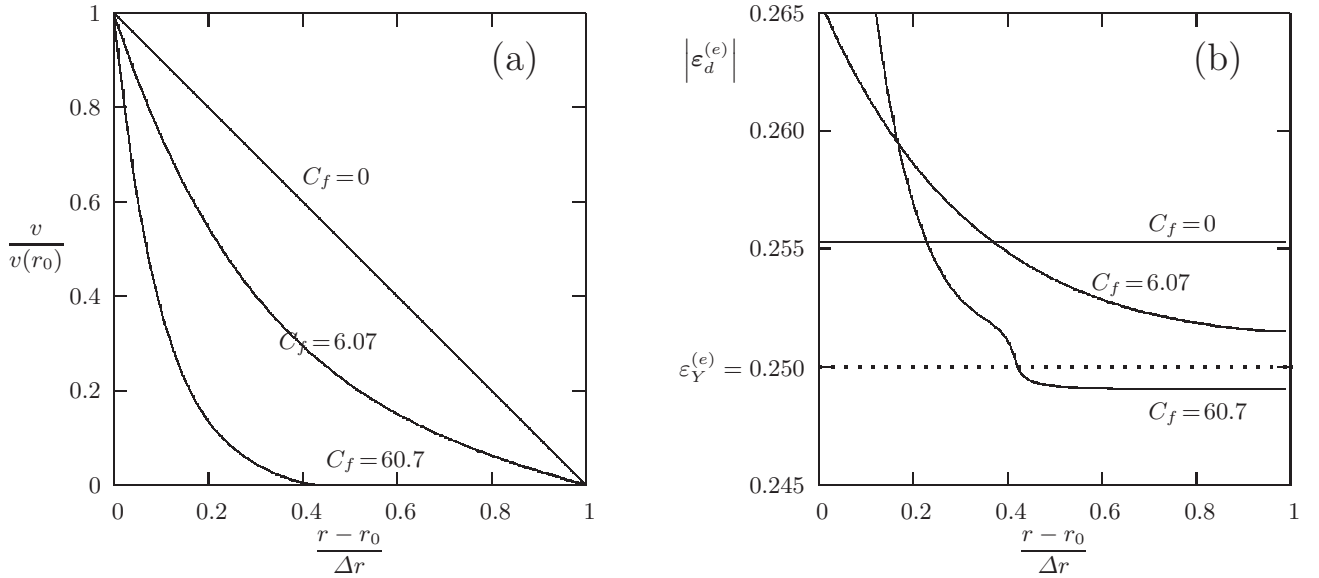 (a)
1
0.8
0.6
0.4
0.2
0
v
v(r₀)
C_f = 0
C_f = 6.07
C_f = 60.7
0 0.2 0.4 0.6 0.8 1
r − r₀
Δr
(b)
|ε_d^(e)|
0.265
0.260
0.255
ε_Y^(e) = 0.250
0.245
C_f = 0
C_f = 6.07
C_f = 60.7
0 0.2 0.4 0.6 0.8 1
r − r₀
Δr